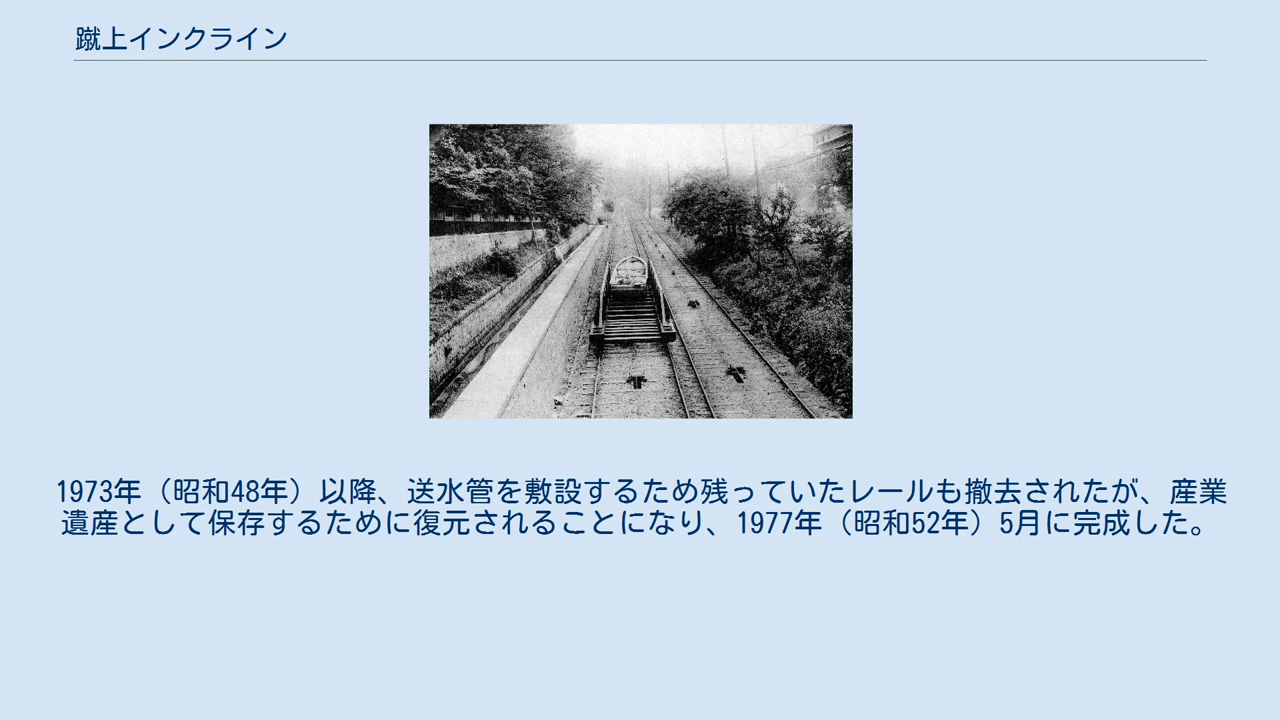 蹴上インクライン
1973年（昭和48年）以降、送水管を敷設するため残っていたレールも撤去されたが、産業
遺産として保存するために復元されることになり、1977年（昭和52年）5月に完成した。